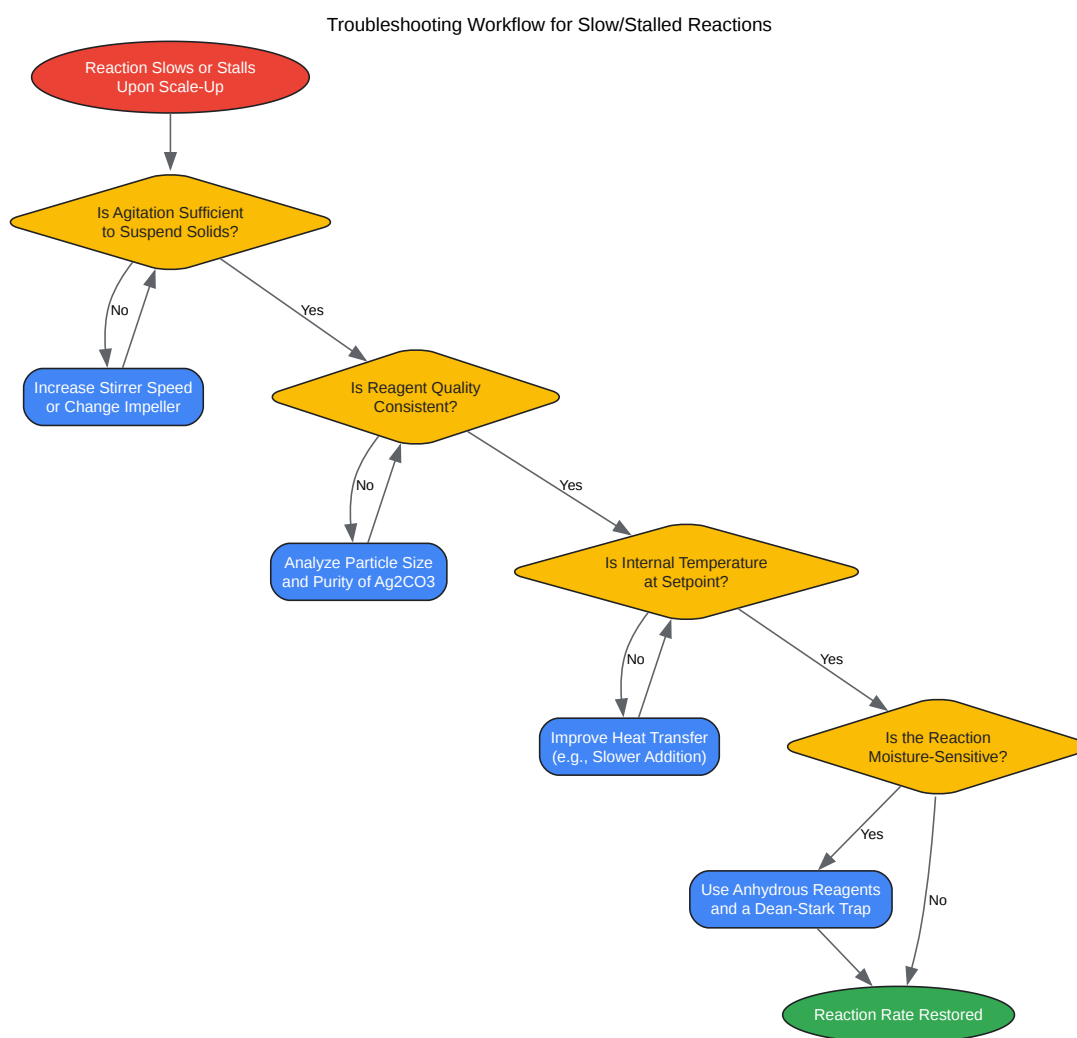 Troubleshooting Workflow for Slow/Stalled Reactions
Reaction Slows or Stalls
Upon Scale-Up
Is Agitation Sufficient
to Suspend Solids?
No
Yes
Increase Stirrer Speed
or Change Impeller
Is Reagent Quality
Consistent?
No
Yes
Analyze Particle Size
and Purity of Ag2CO3
Is Internal Temperature
at Setpoint?
No
Yes
Improve Heat Transfer
(e.g., Slower Addition)
Is the Reaction
Moisture-Sensitive?
Yes
No
Use Anhydrous Reagents
and a Dean-Stark Trap
Reaction Rate Restored